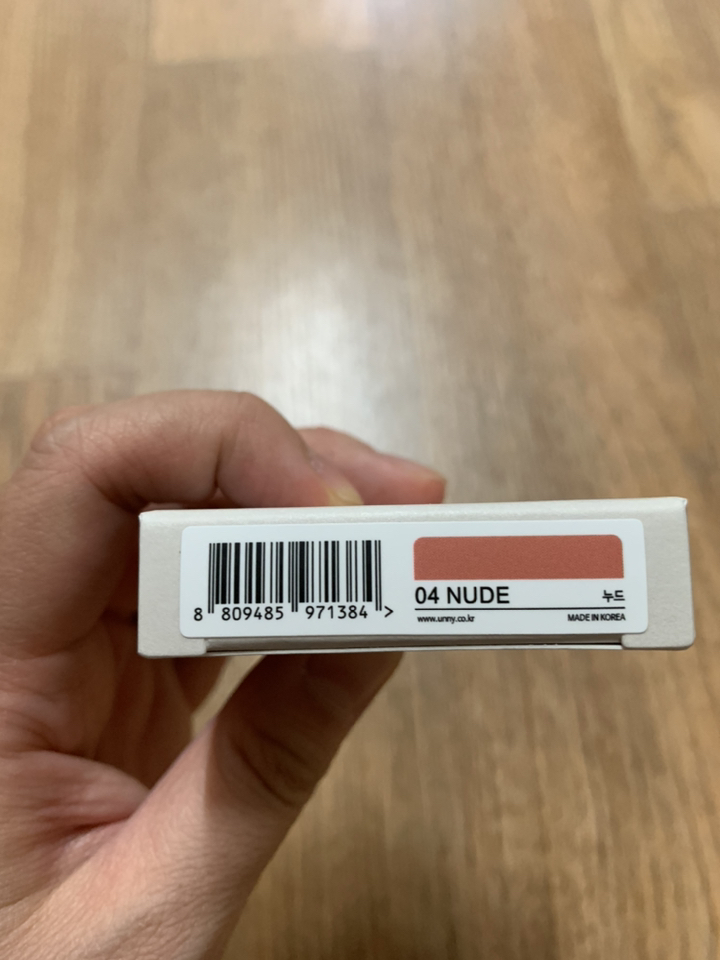 8 809485 971384 >
04 NUDE 누드
www.unny.co.kr MADE IN KOREA